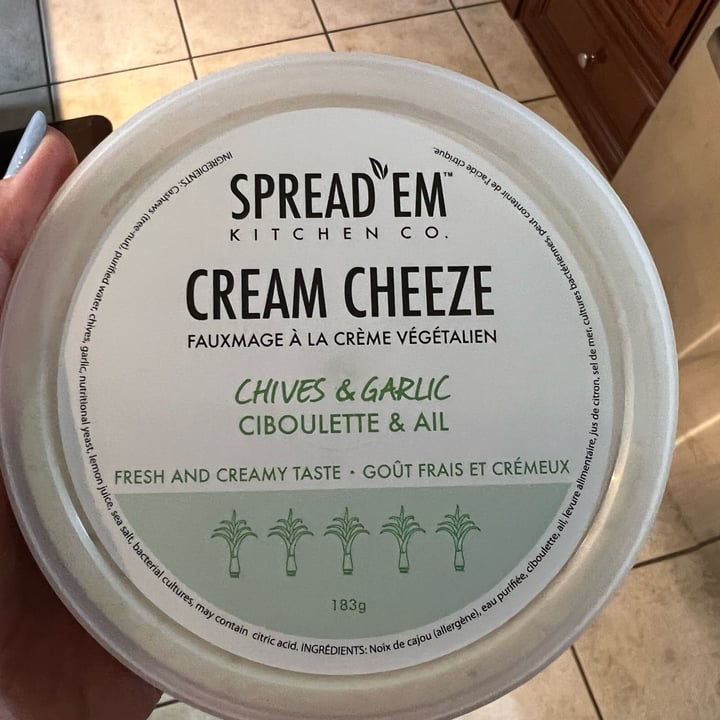 SPREAD'EM™
KITCHEN CO.
CREAM CHEEZE
FAUXMAGE À LA CRÈME VÉGÉTALIEN
CHIVES & GARLIC
CIBOULETTE & AIL
FRESH AND CREAMY TASTE • GOÛT FRAIS ET CRÉMEUX
183g
INGREDIENTS: Cashews (tree-nut), purified water, chives, garlic, nutritional yeast, lemon juice, sea salt, bacterial cultures, may contain citric acid. INGRÉDIENTS: Noix de cajou (allergène), eau purifiée, ciboulette, ail, levure alimentaire, jus de citron, sel de mer, cultures bactériennes, peut contenir de l'acide citrique.